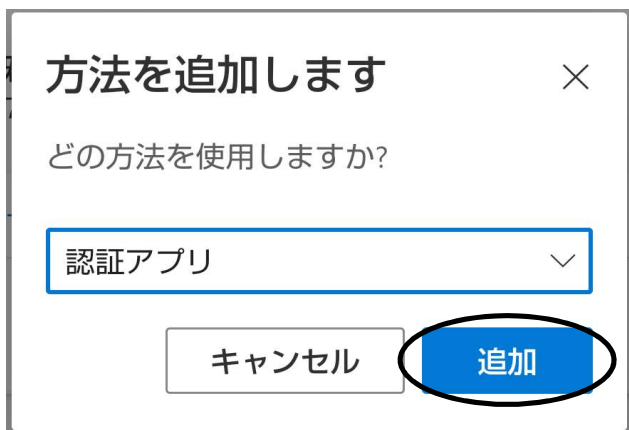 方法を追加します
どの方法を使用しますか?
認証アプリ
キャンセル
追加